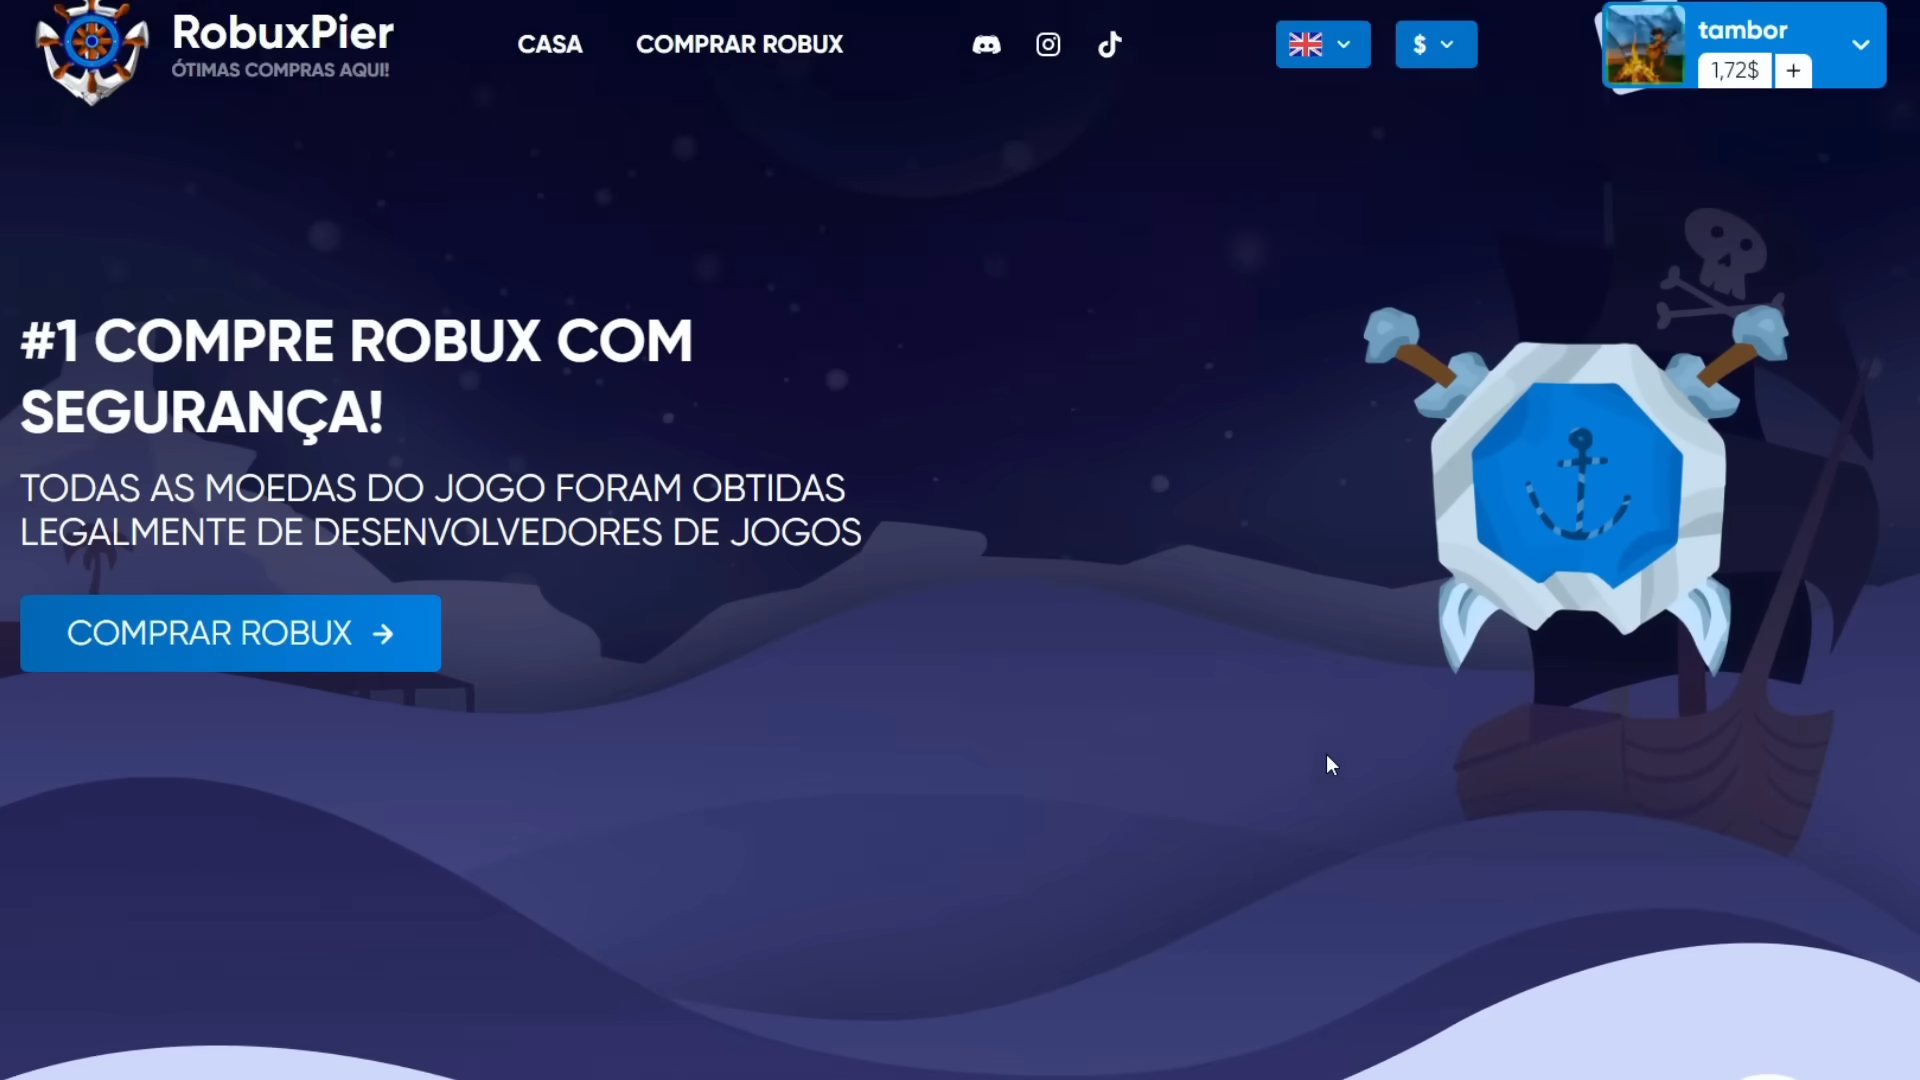 RobuxPier
ÓTIMAS COMPRAS AQUI!
CASA
COMPRAR ROBUX
$
tambor
1,72$
+
#1 COMPRE ROBUX COM
SEGURANÇA!
TODAS AS MOEDAS DO JOGO FORAM OBTIDAS
LEGALMENTE DE DESENVOLVEDORES DE JOGOS
COMPRAR ROBUX →